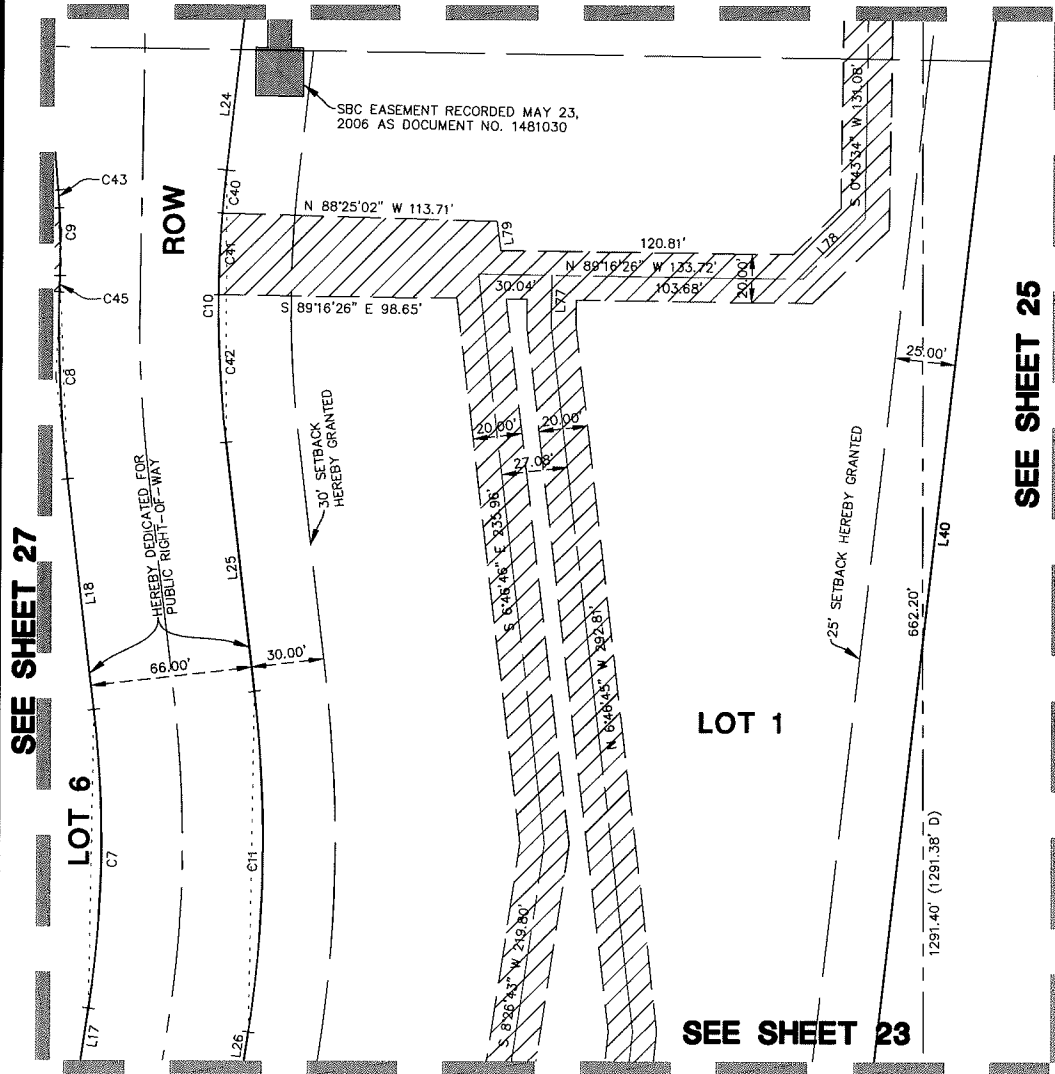 SBC EASEMENT RECORDED MAY 23,
2006 AS DOCUMENT NO. 1481030
L24
C43
C40
C9
ROW
N 88°25'02" W 113.71'
L79
S 0°43'34" W 131.08'
L78
120.81'
C41
N 89°16'26" W 133.72'
C45
30.04'
103.68'
20.00'
L77
C10
S 89°16'26" E 98.65'
C8
C42
25.00'
SEE SHEET 25
20.00'
20.00'
27.08'
30' SETBACK
HEREBY GRANTED
HEREBY DEDICATED FOR
PUBLIC RIGHT-OF-WAY
25' SETBACK HEREBY GRANTED
L40
S 6°46'46" E 235.96'
L25
L18
SEE SHEET 27
662.20'
66.00'
30.00'
N 6°46'45" W 292.81'
LOT 1
LOT 6
C7
C11
1291.40' (1291.38' D)
S 8°26'43" W 219.80'
L17
L26
SEE SHEET 23